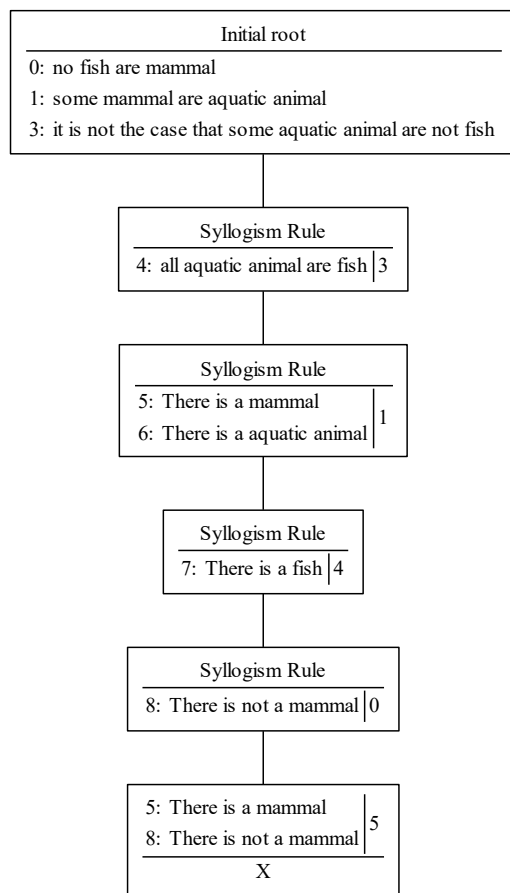 Initial root
0: no fish are mammal
1: some mammal are aquatic animal
3: it is not the case that some aquatic animal are not fish
Syllogism Rule
4: all aquatic animal are fish 3
Syllogism Rule
5: There is a mammal
6: There is a aquatic animal
1
Syllogism Rule
7: There is a fish 4
Syllogism Rule
8: There is not a mammal 0
5: There is a mammal
8: There is not a mammal
5
X